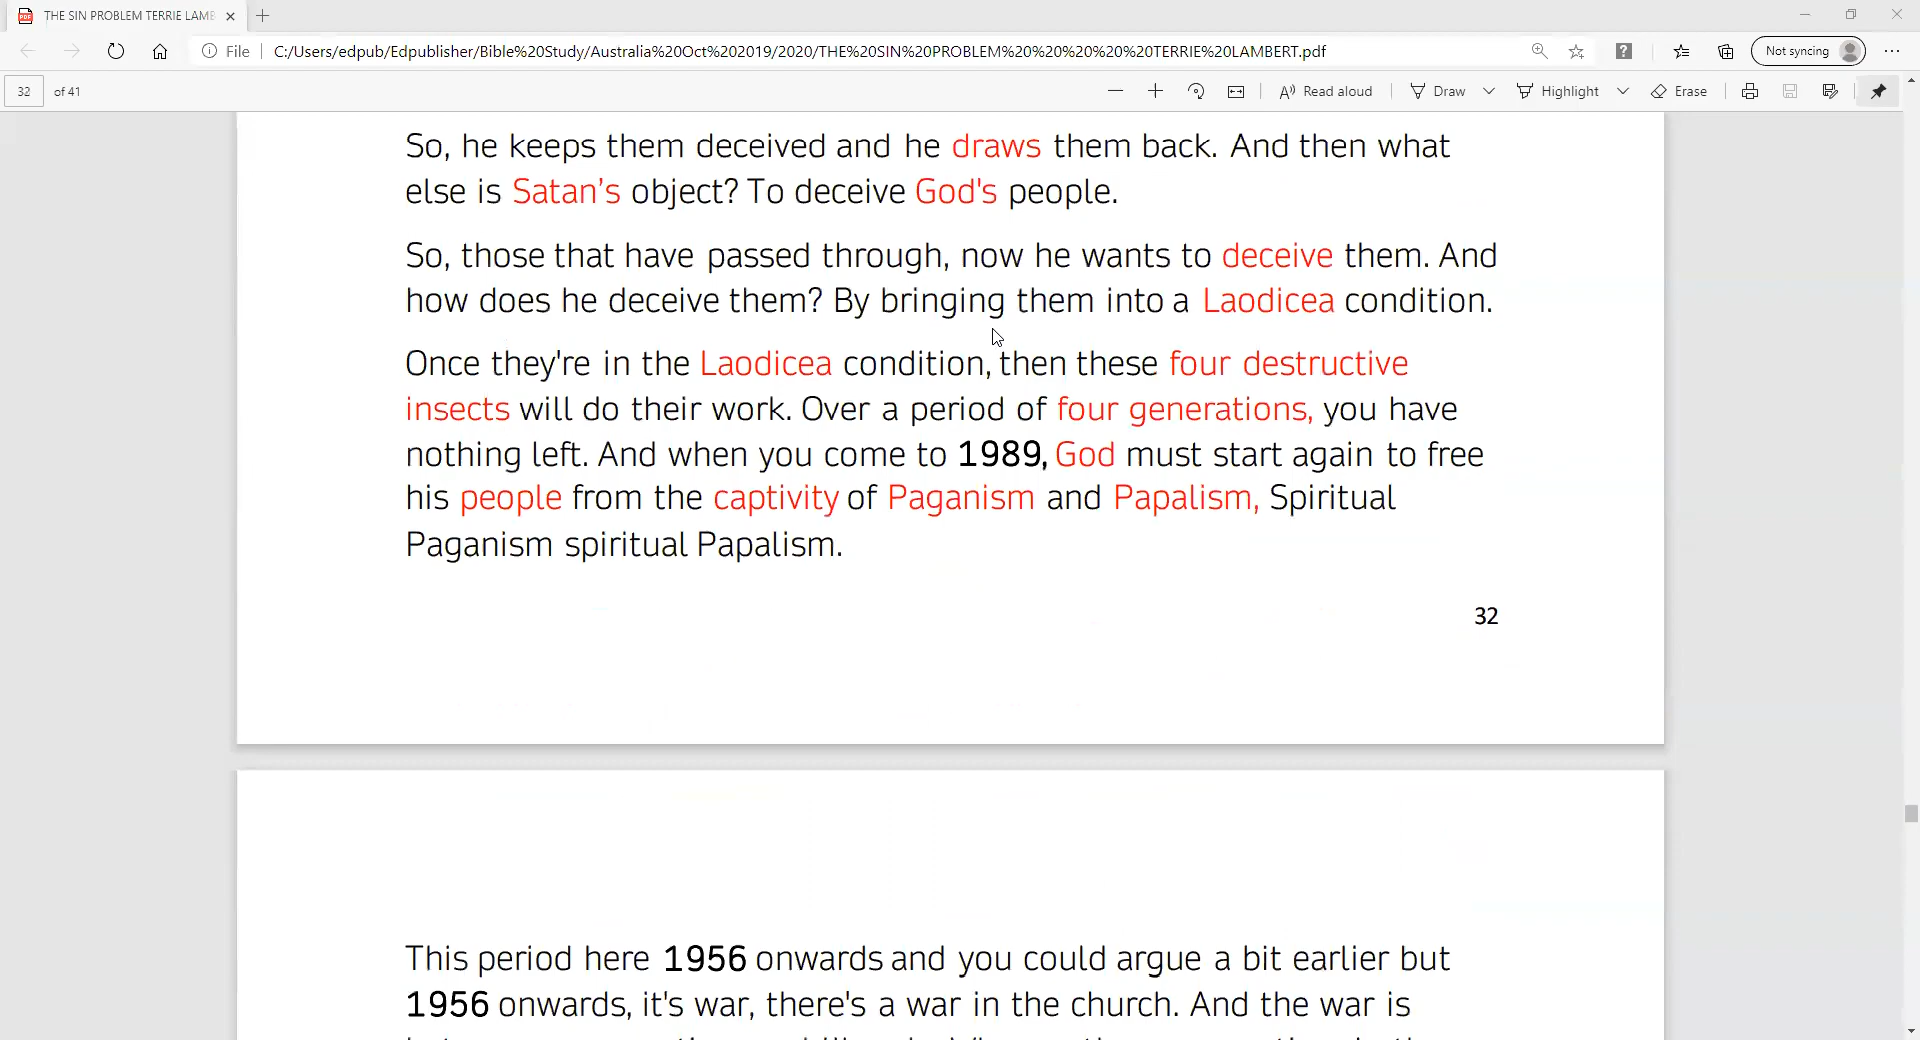 THE SIN PROBLEM TERRIE LAMB
File
C:/Users/edpub/Edpublisher/Bible%20Study/Australia%20Oct%202019/2020/THE%20SIN%20PROBLEM%20%20%20%20%20TERRIE%20LAMBERT.pdf
Not syncing
32 of 41
Read aloud
Draw
Highlight
Erase
So, he keeps them deceived and he draws them back. And then what
else is Satan's object? To deceive God's people.
So, those that have passed through, now he wants to deceive them. And
how does he deceive them? By bringing them into a Laodicea condition.
Once they're in the Laodicea condition, then these four destructive
insects will do their work. Over a period of four generations, you have
nothing left. And when you come to 1989, God must start again to free
his people from the captivity of Paganism and Papalism, Spiritual
Paganism spiritual Papalism.
32
This period here 1956 onwards and you could argue a bit earlier but
1956 onwards, it's war, there's a war in the church. And the war is